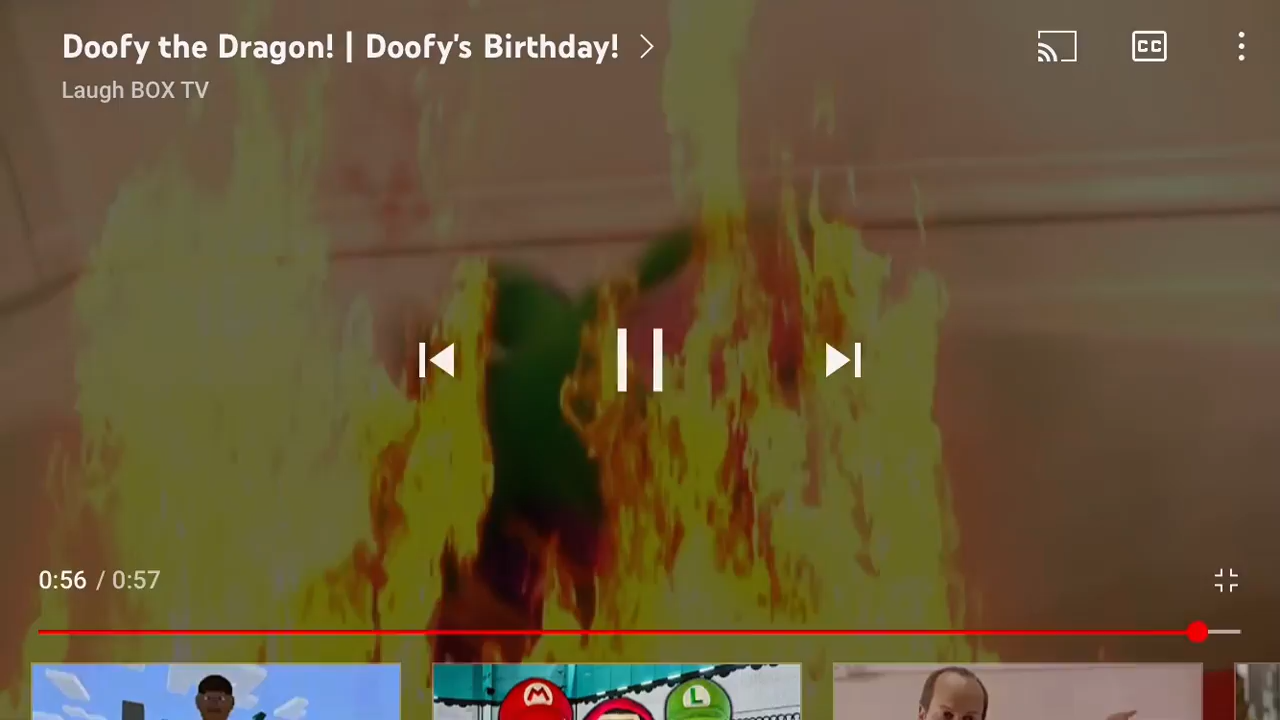 Doofy the Dragon! | Doofy's Birthday!
Laugh BOX TV
CC
0:56 / 0:57
M
L